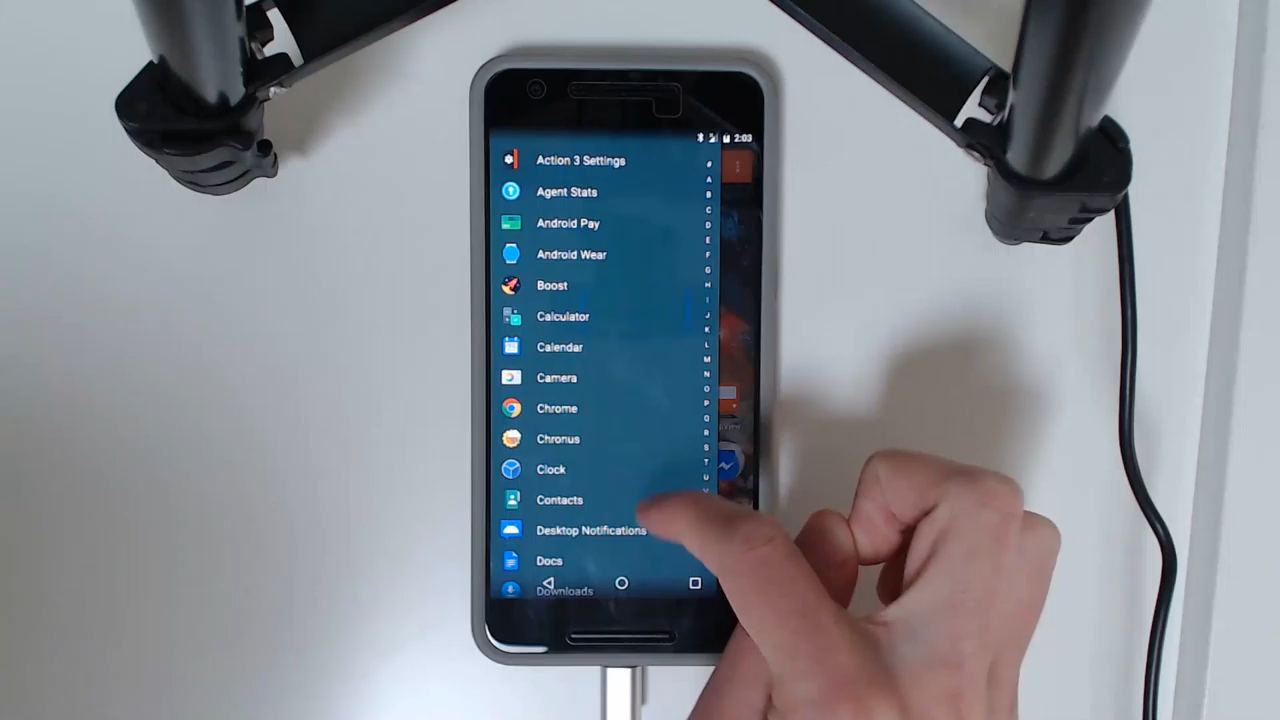 2:03
Action 3 Settings
Agent Stats
Android Pay
Android Wear
Boost
Calculator
Calendar
Camera
Chrome
Chronus
Clock
Contacts
Desktop Notifications
Docs
Downloads
#
A
B
C
D
E
F
G
H
I
J
K
L
M
N
O
P
Q
R
S
T
U
V